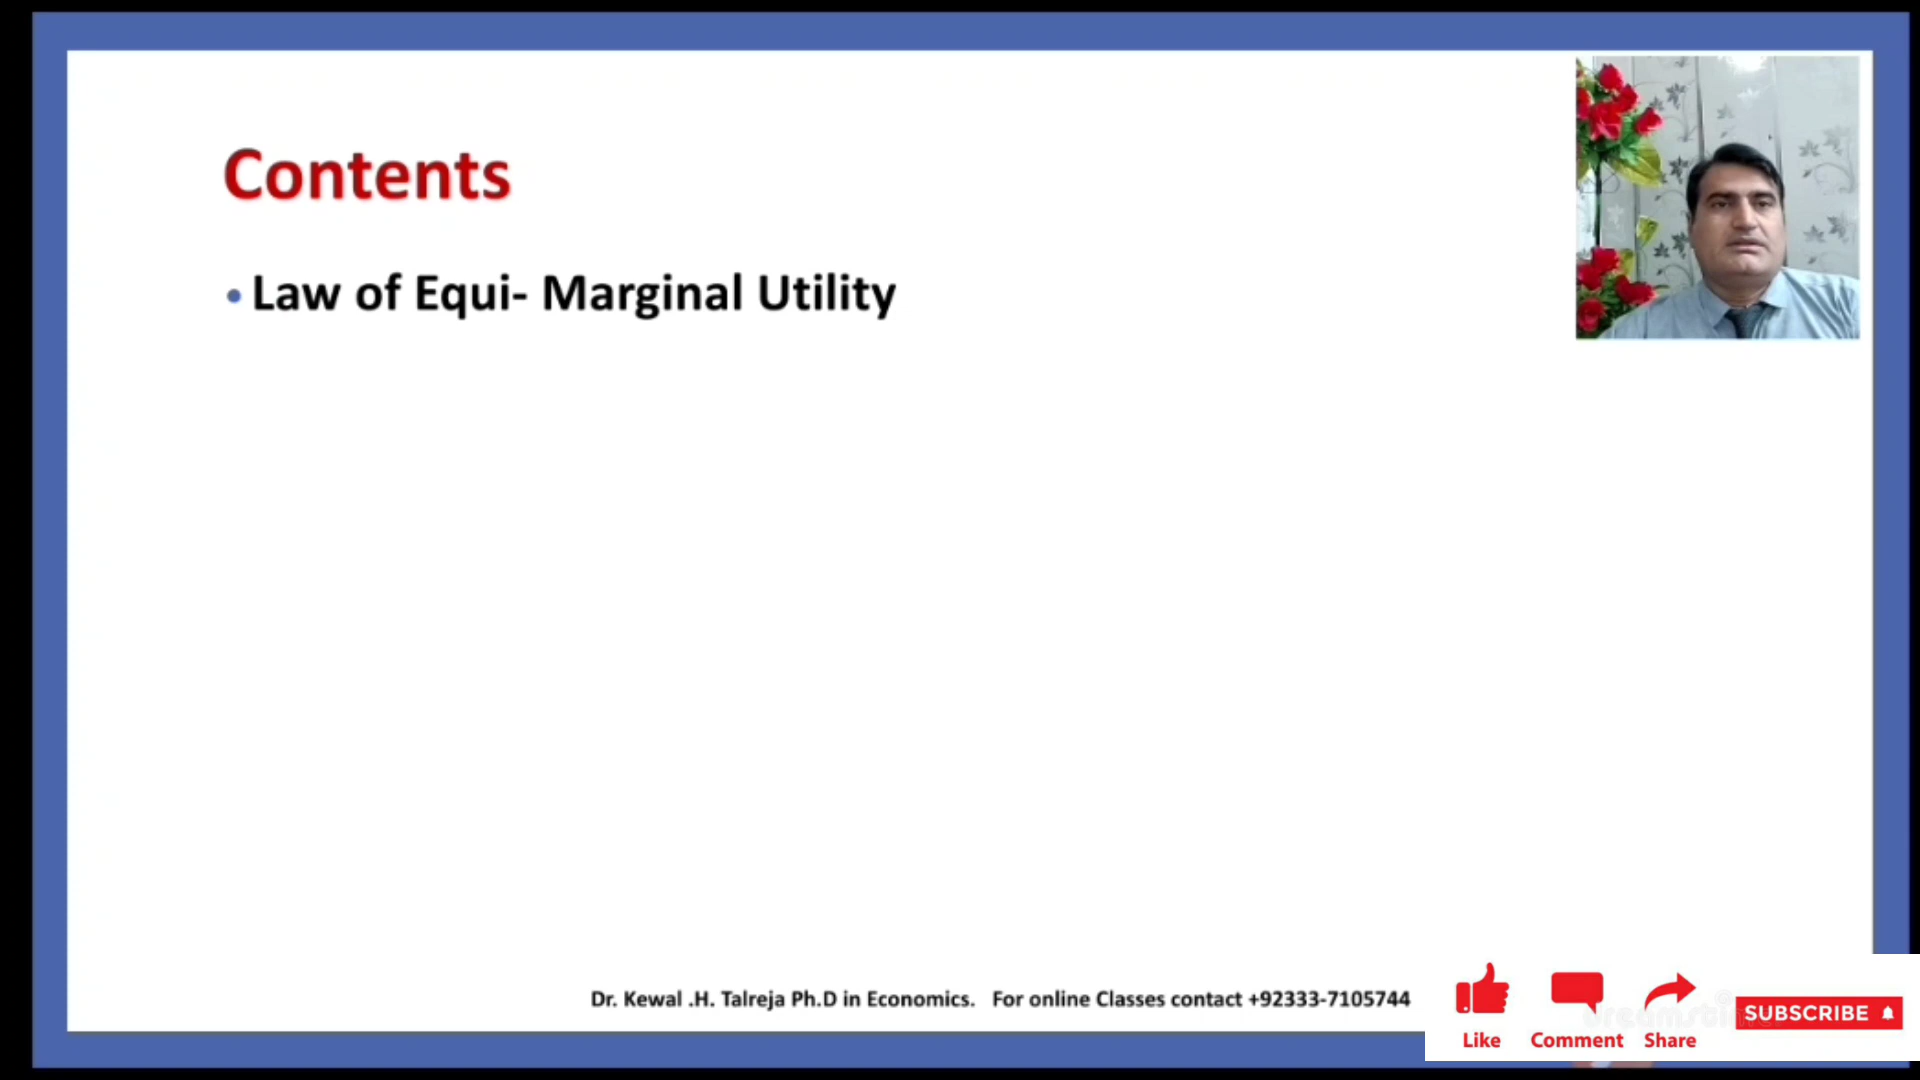 Contents
• Law of Equi- Marginal Utility
Dr. Kewal .H. Talreja Ph.D in Economics. For online Classes contact +92333-7105744
Like
Comment
Share
SUBSCRIBE